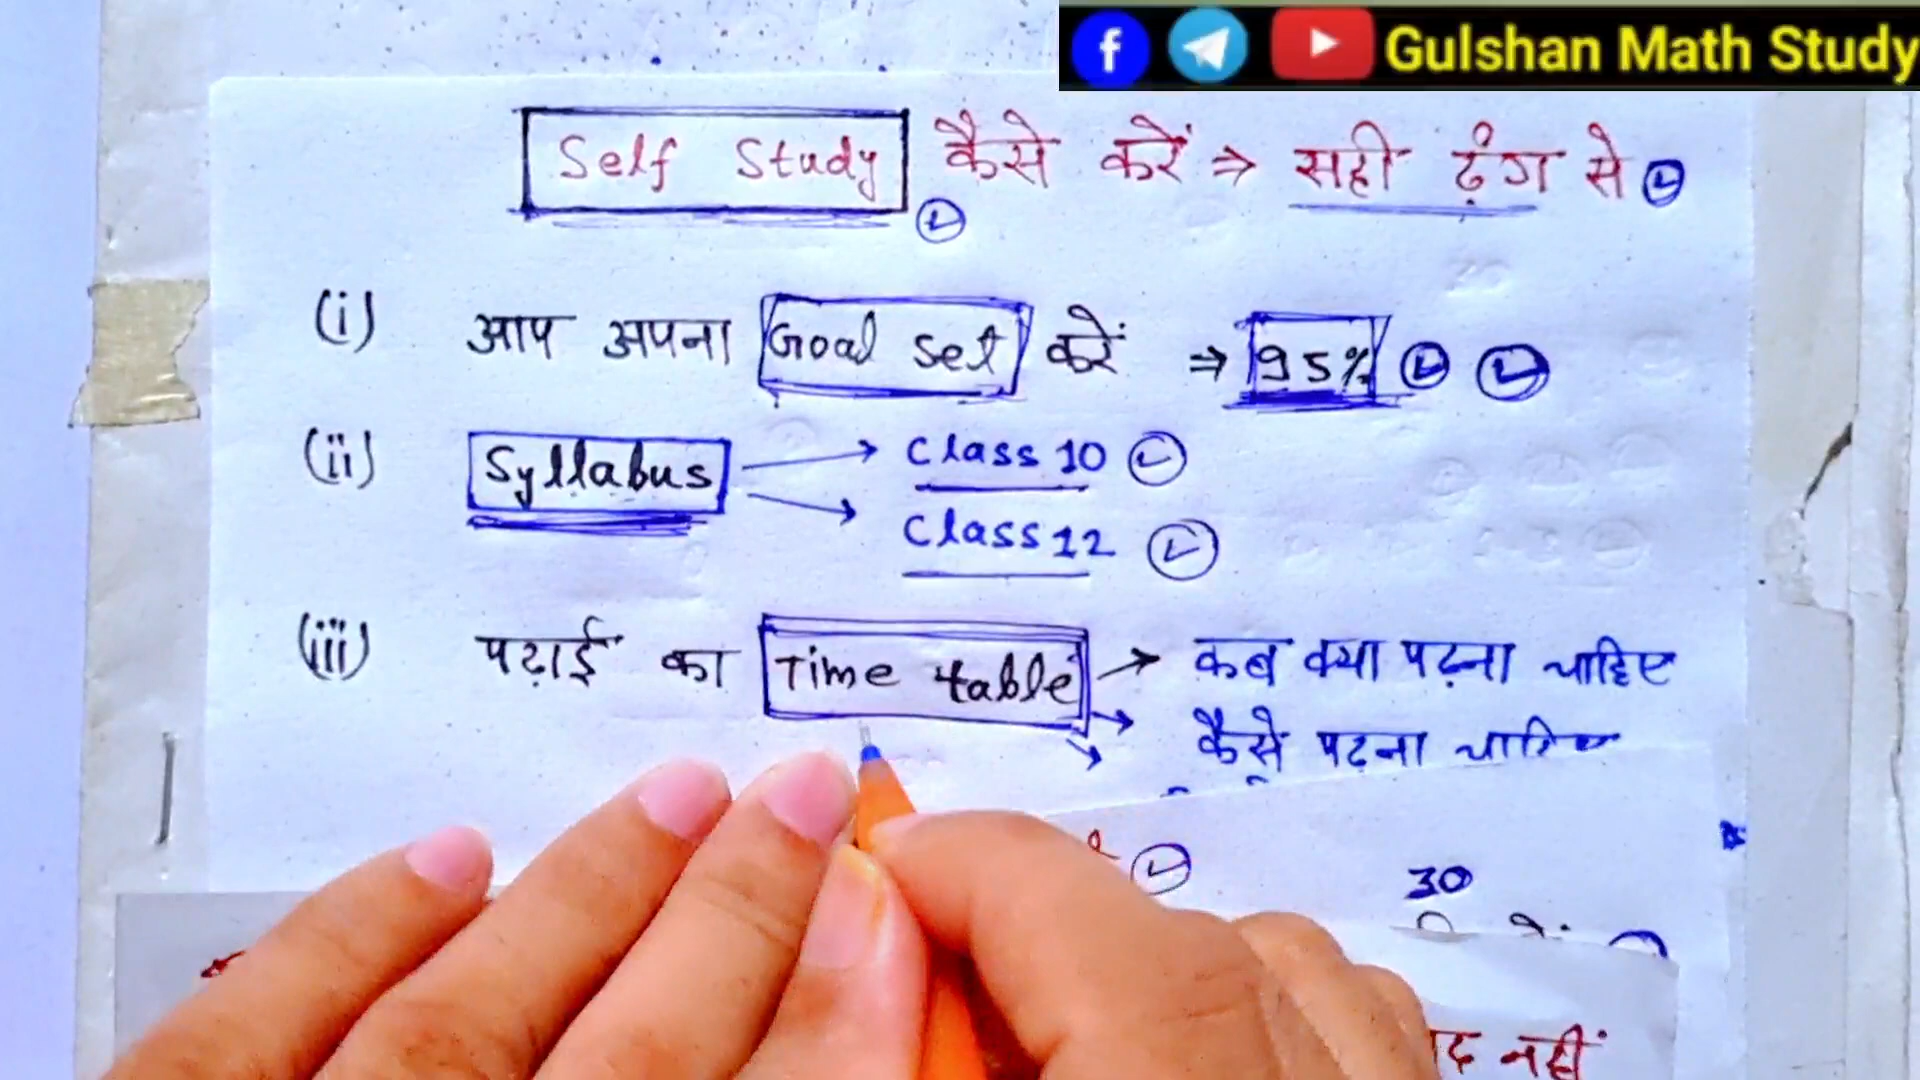 Gulshan Math Study
Self Study कैसे करें ⇒ सही ढ़ंग से
(i) आप अपना Goal Set करें ⇒ 95%
(ii) Syllabus → Class 10
→ Class 12
(iii) पढ़ाई का Time table → कब क्या पढ़ना चाहिए
→ कैसे पढ़ना चाहिए
30
नहीं